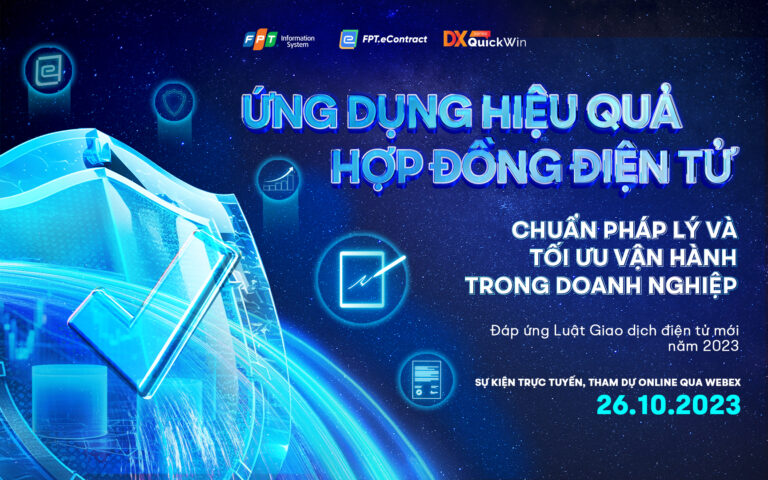 FPT Information System
FPT.eContract
DX QuickWin
ỨNG DỤNG HIỆU QUẢ
HỢP ĐỒNG ĐIỆN TỬ
CHUẨN PHÁP LÝ VÀ
TỐI ƯU VẬN HÀNH
TRONG DOANH NGHIỆP
Đáp ứng Luật Giao dịch điện tử mới
năm 2023
SỰ KIỆN TRỰC TUYẾN, THAM DỰ ONLINE QUA WEBEX
26.10.2023